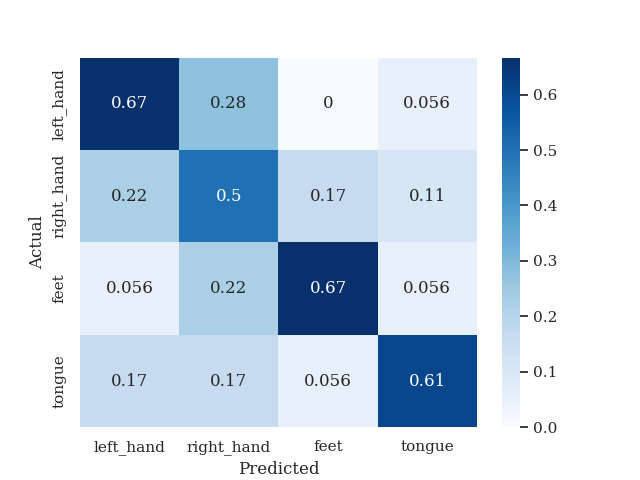 left_hand 0.67 0.28 0 0.056
right_hand 0.22 0.5 0.17 0.11
feet 0.056 0.22 0.67 0.056
tongue 0.17 0.17 0.056 0.61
Actual
left_hand right_hand feet tongue
Predicted
0.6
0.5
0.4
0.3
0.2
0.1
0.0